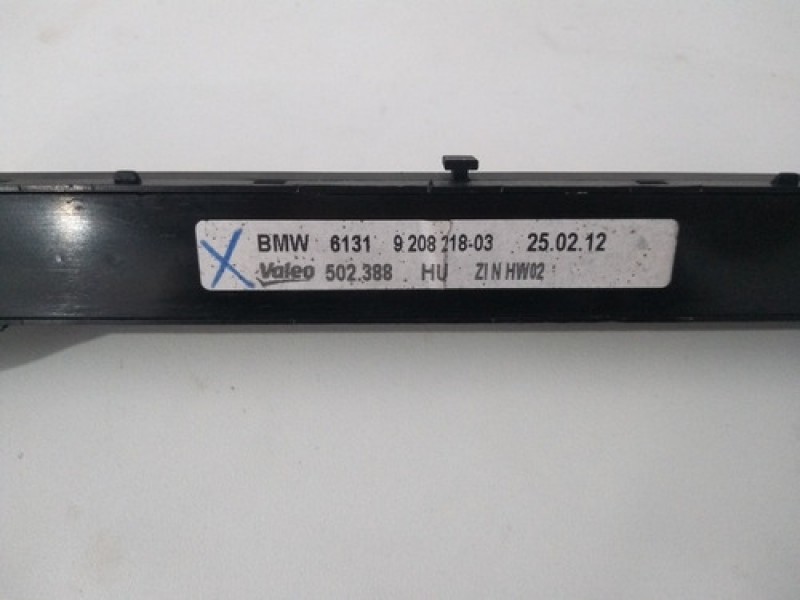 BMW 6131 9 208 218-03 25.02.12
Valeo 502.388 HU ZI N HW02